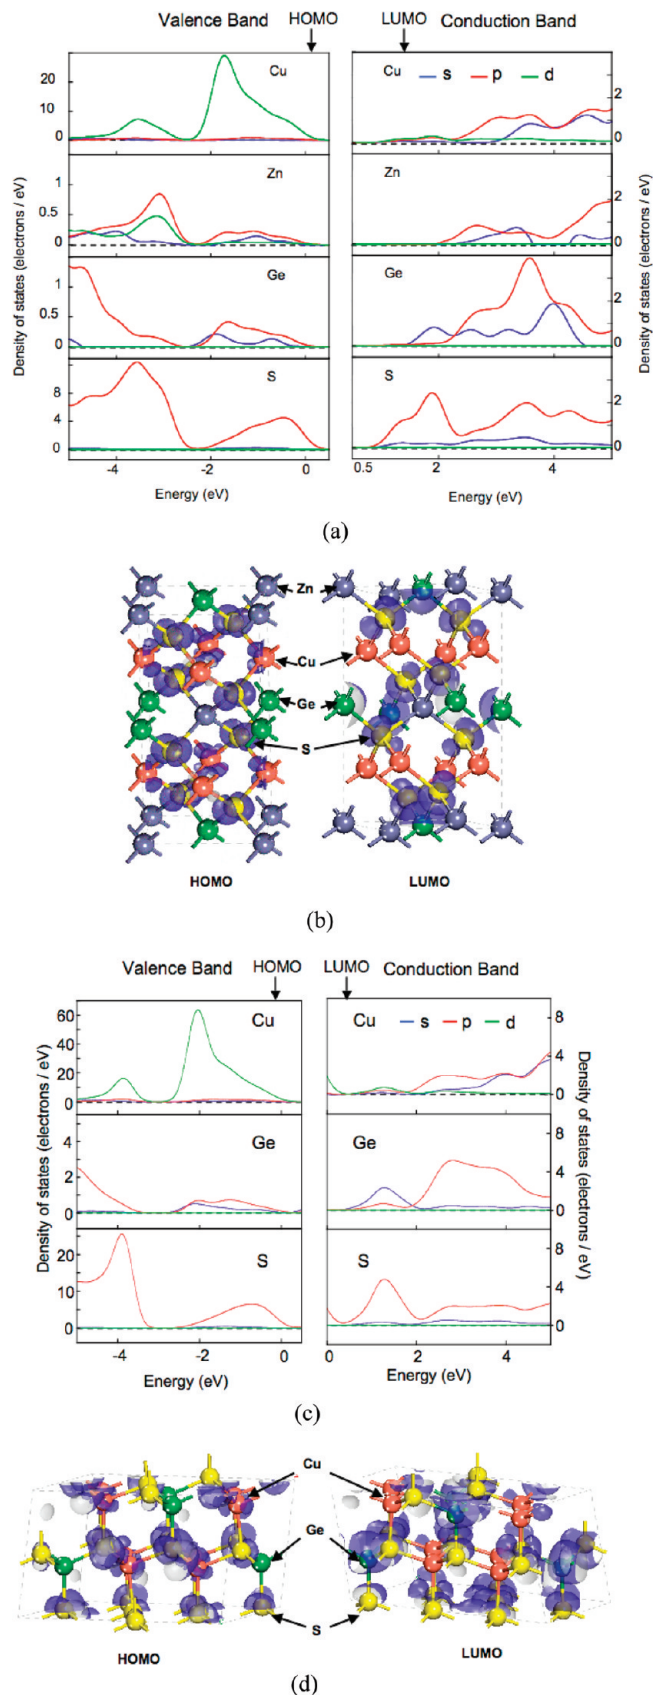 Valence Band HOMO LUMO Conduction Band
Density of states (electrons / eV)
Cu
20
10
0
Zn
1
0.5
0
Ge
1
0.5
0
S
8
4
0
-4 -2 0
Energy (eV)
Cu s p d
2
0
Zn
2
0
Ge
2
0
S
2
0
0.5 2 4
Energy (eV)
Density of states (electrons / eV)
(a)
Zn
Cu
Ge
S
HOMO LUMO
(b)
Valence Band HOMO LUMO Conduction Band
Density of states (electrons / eV)
Cu
60
40
20
0
Ge
4
2
0
S
20
10
0
-4 -2 0
Energy (eV)
Cu s p d
8
4
0
Ge
8
4
0
S
8
4
0
0 2 4
Energy (eV)
Density of states (electrons / eV)
(c)
Cu
Ge
S
HOMO LUMO
(d)